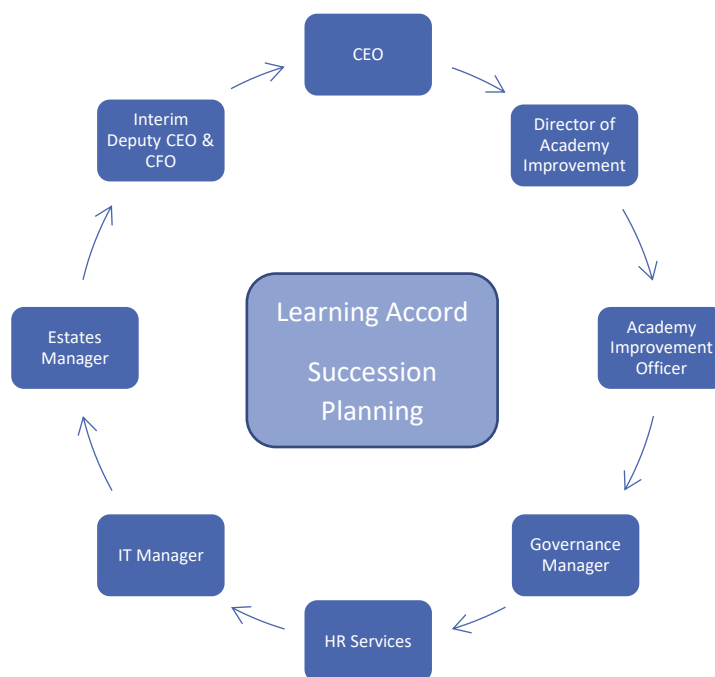 CEO
Director of
Academy
Improvement
Academy
Improvement
Officer
Governance
Manager
HR Services
IT Manager
Estates
Manager
Interim
Deputy CEO &
CFO
Learning Accord
Succession
Planning